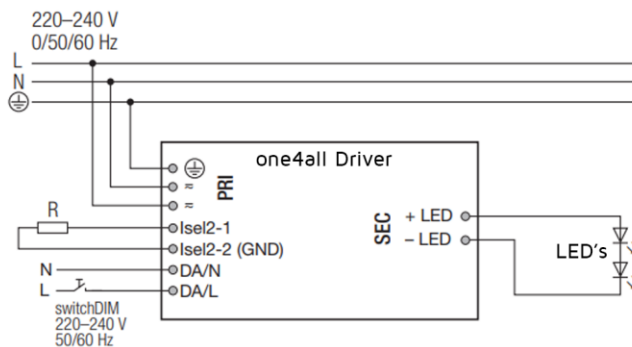 220–240 V
0/50/60 Hz
L
N
one4all Driver
PRI
≂
≂
R
Isel2-1
Isel2-2 (GND)
N
DA/N
L
DA/L
switchDIM
220–240 V
50/60 Hz
SEC
+ LED
– LED
LED's